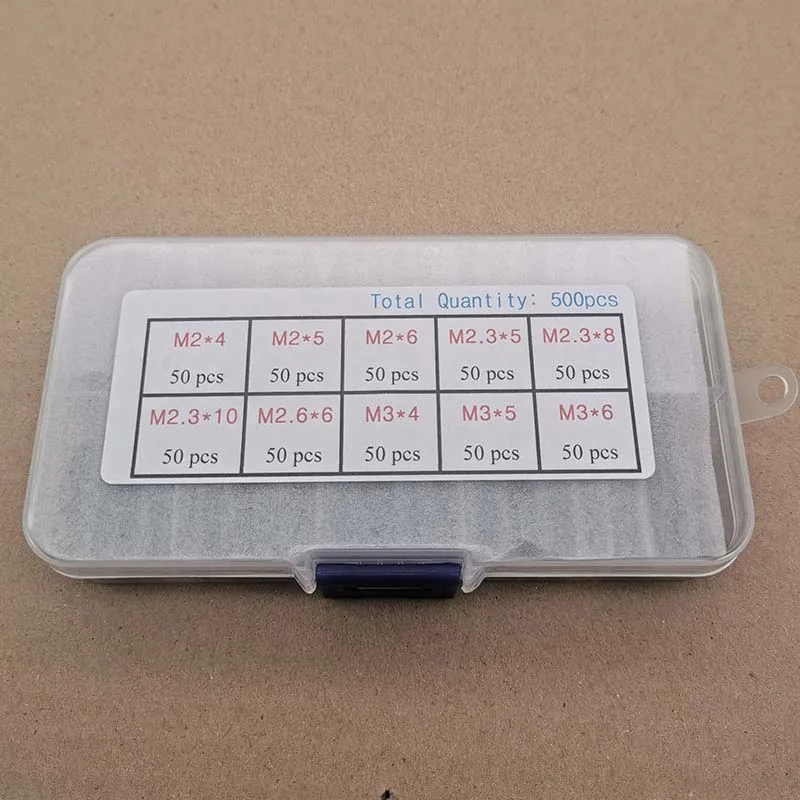 Total Quantity: 500pcs
M2*4 M2*5 M2*6 M2.3*5 M2.3*8
50 pcs 50 pcs 50 pcs 50 pcs 50 pcs
M2.3*10 M2.6*6 M3*4 M3*5 M3*6
50 pcs 50 pcs 50 pcs 50 pcs 50 pcs